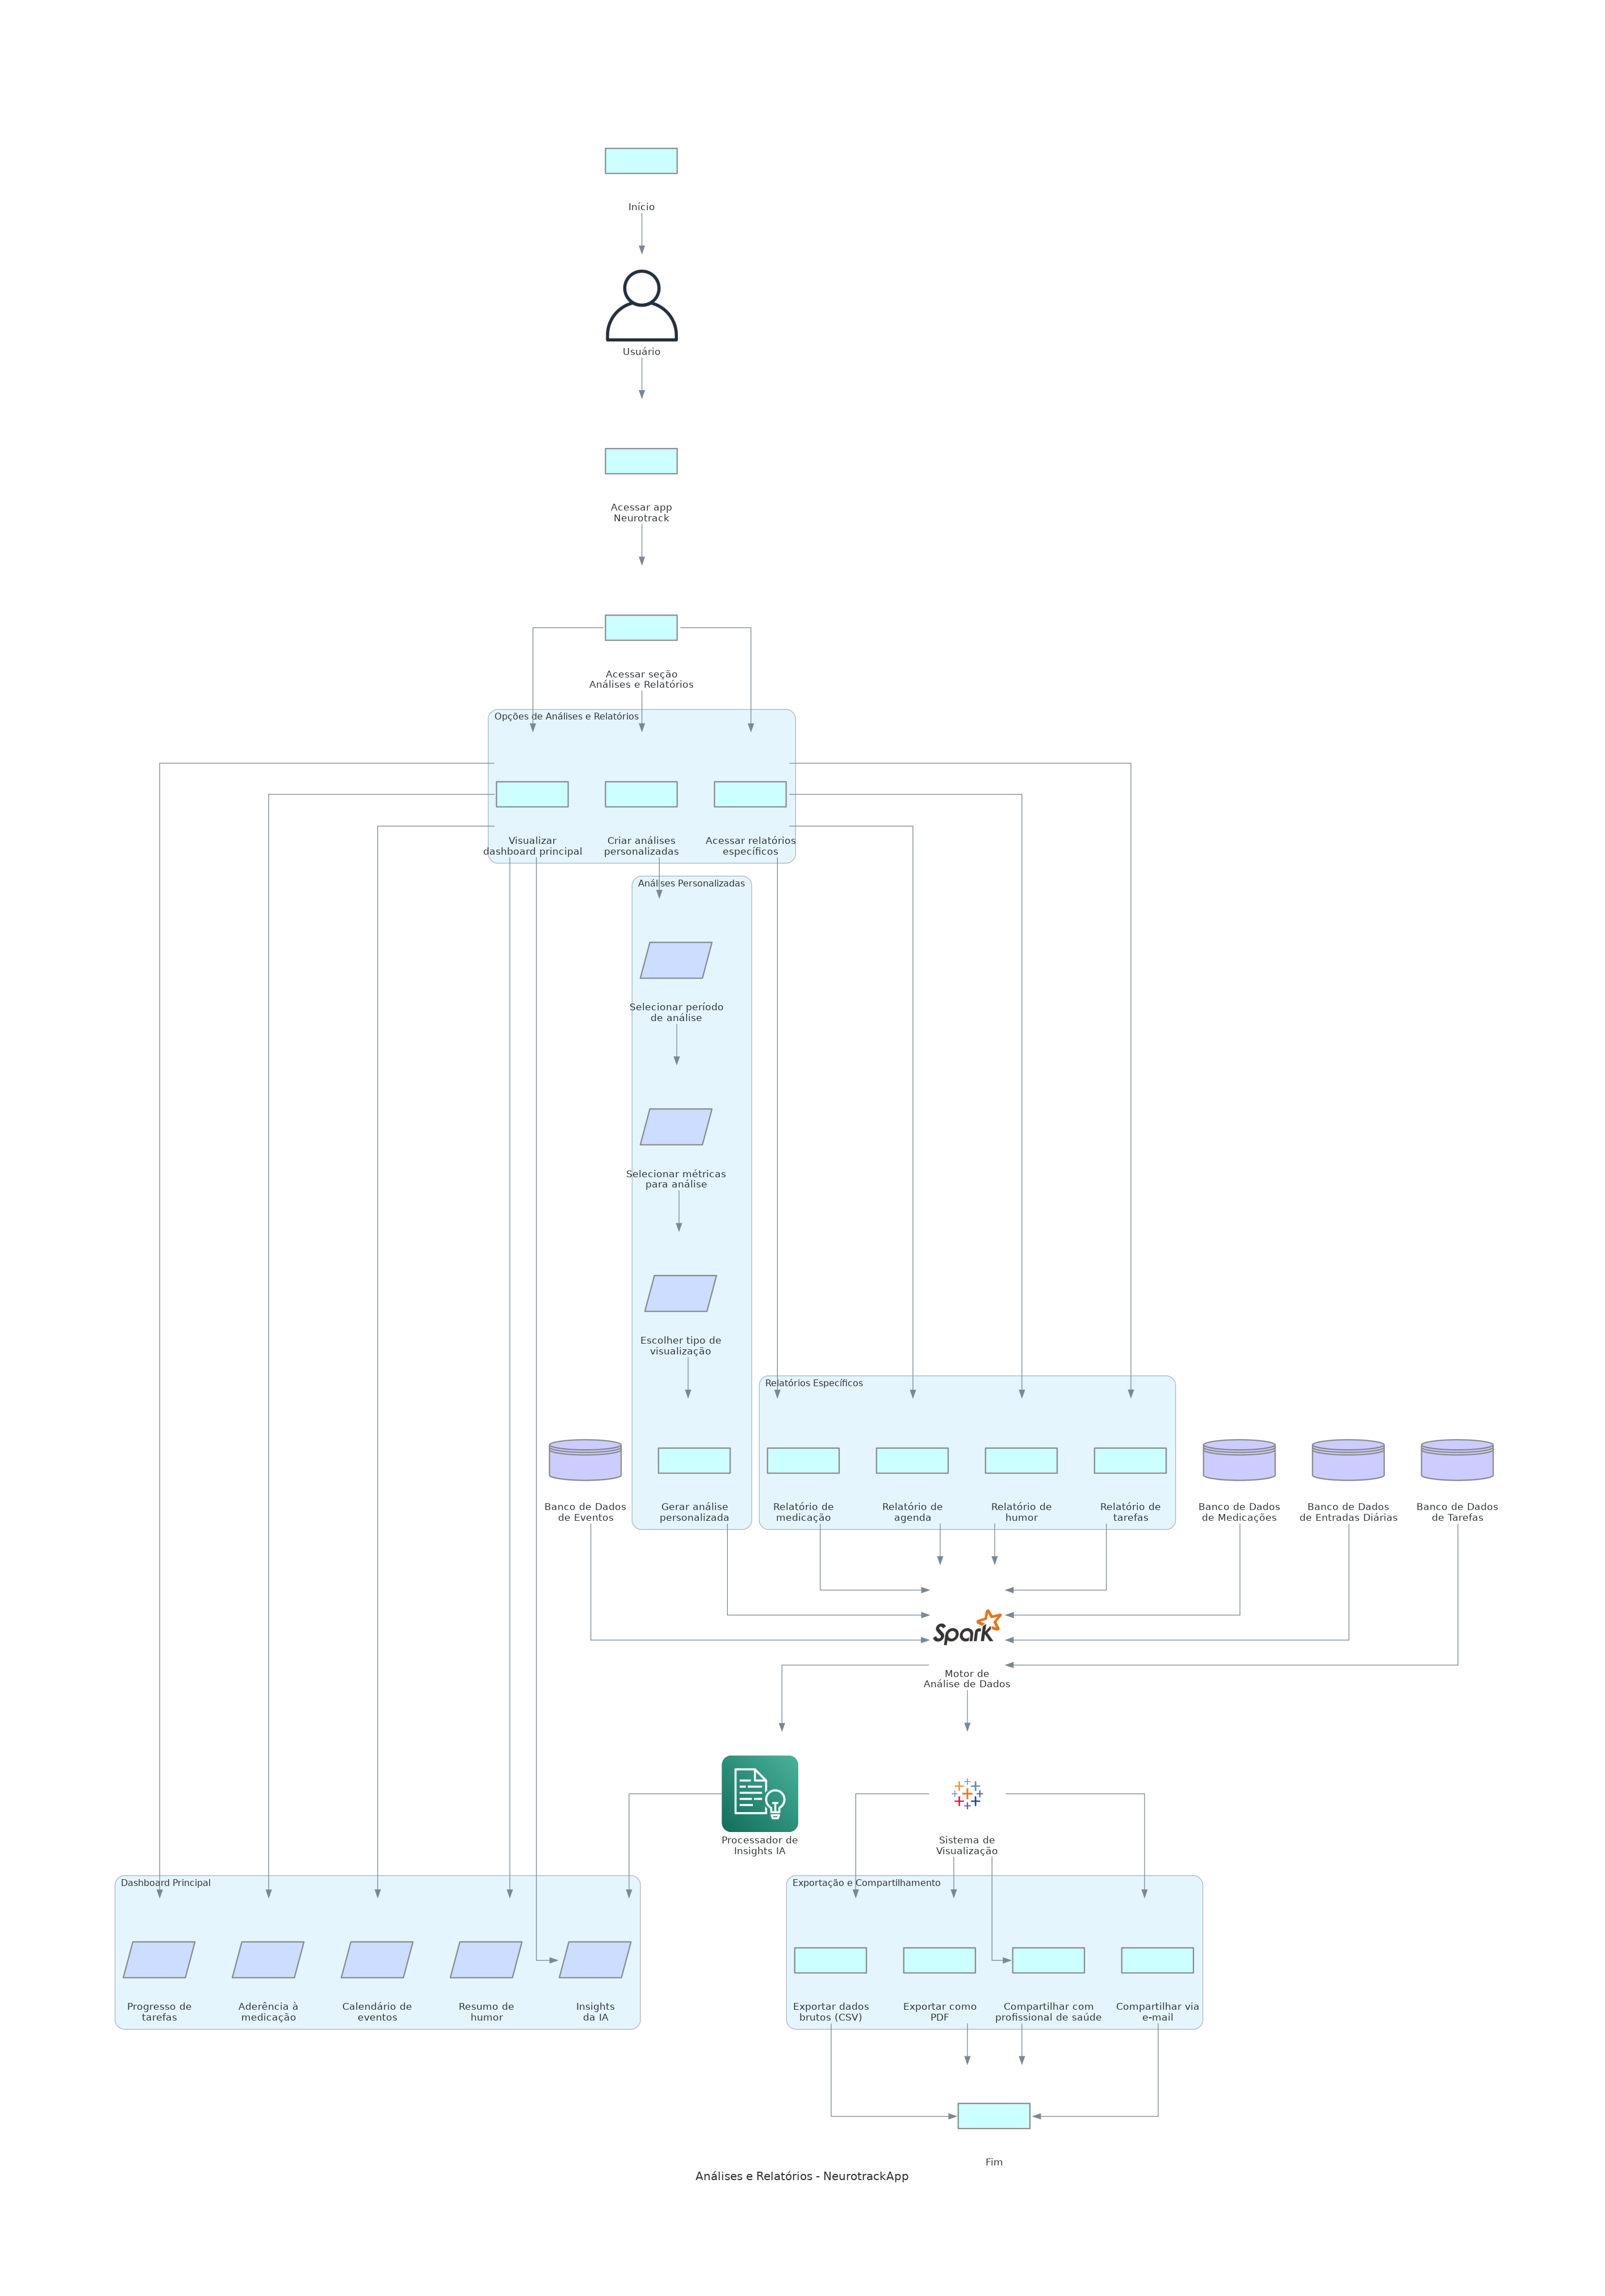 Início
Usuário
Acessar app
Neurotrack
Acessar seção
Análises e Relatórios
Opções de Análises e Relatórios
Visualizar
dashboard principal
Criar análises
personalizadas
Acessar relatórios
específicos
Análises Personalizadas
Selecionar período
de análise
Selecionar métricas
para análise
Escolher tipo de
visualização
Relatórios Específicos
Banco de Dados
de Eventos
Gerar análise
personalizada
Relatório de
medicação
Relatório de
agenda
Relatório de
humor
Relatório de
tarefas
Banco de Dados
de Medicações
Banco de Dados
de Entradas Diárias
Banco de Dados
de Tarefas
Spark
Motor de
Análise de Dados
Processador de
Insights IA
Sistema de
Visualização
Dashboard Principal
Progresso de
tarefas
Aderência à
medicação
Calendário de
eventos
Resumo de
humor
Insights
da IA
Exportação e Compartilhamento
Exportar dados
brutos (CSV)
Exportar como
PDF
Compartilhar com
profissional de saúde
Compartilhar via
e-mail
Fim
Análises e Relatórios - NeurotrackApp